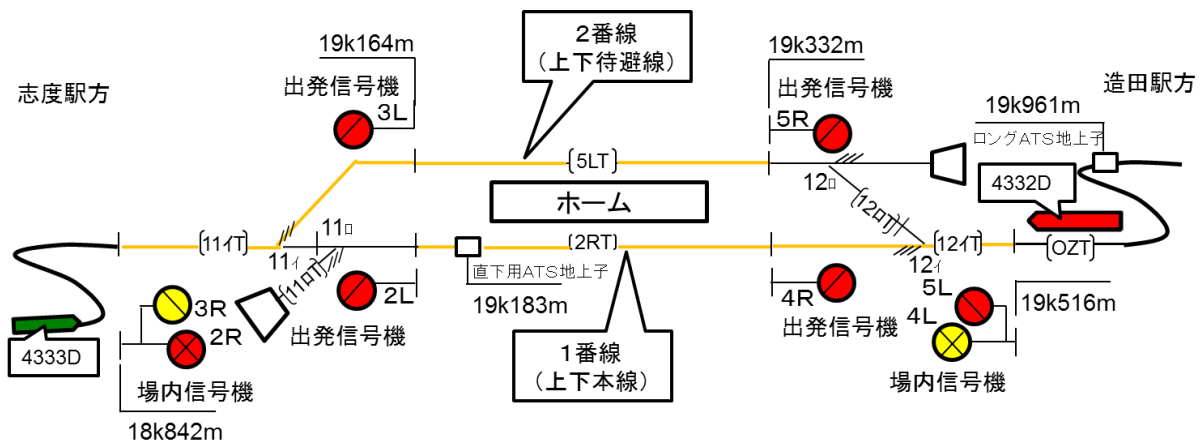 19k164m
2番線
(上下待避線)
19k332m
志度駅方
造田駅方
出発信号機
3L
出発信号機
5R
19k961m
ロングATS地上子
〔5LT〕
4332D
12ロ
〔12ロT〕
ホーム
11ロ
〔11イT〕
〔2RT〕
〔12イT〕
〔OZT〕
11イ
12イ
〔11ロT〕
直下用ATS地上子
2L
19k183m
4R
5L
19k516m
3R
出発信号機
出発信号機
4L
2R
4333D
1番線
(上下本線)
場内信号機
場内信号機
18k842m